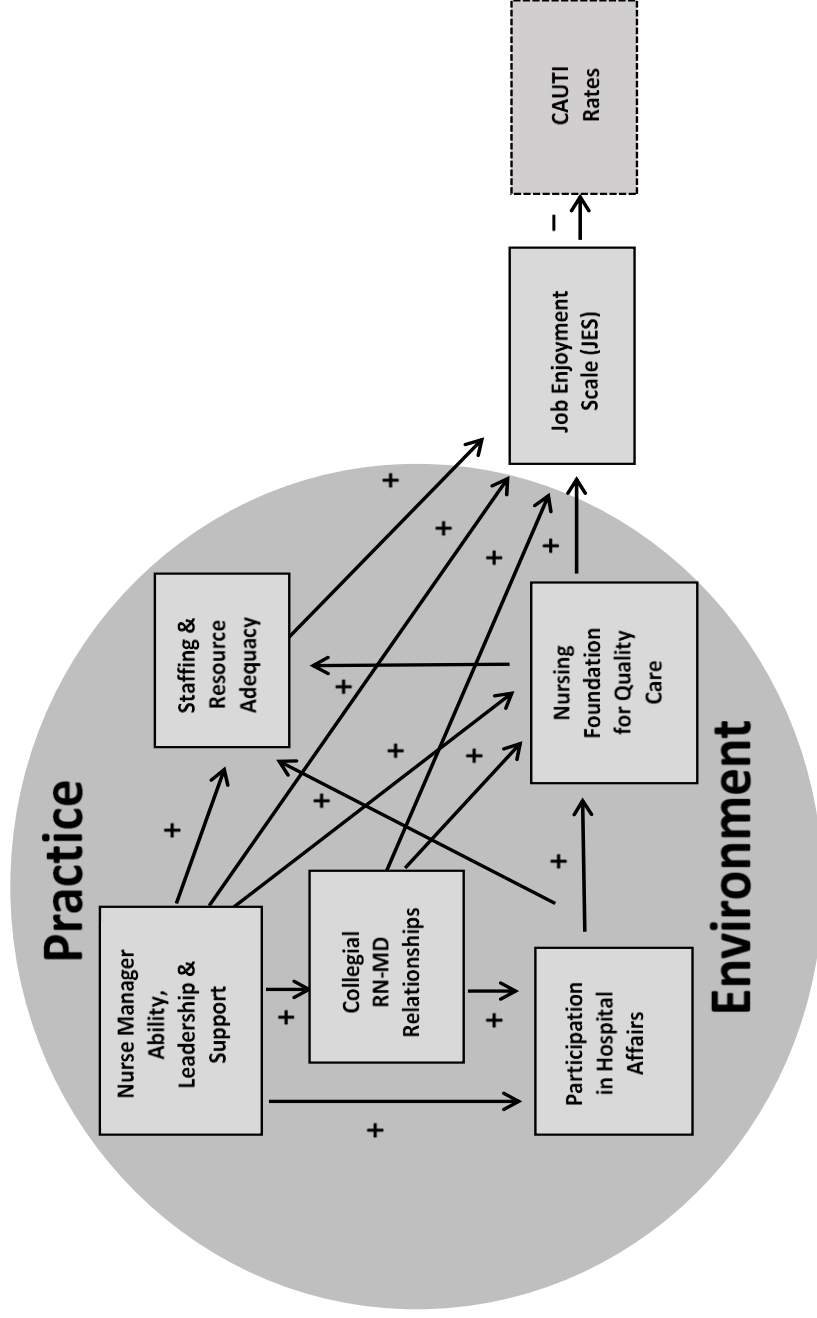 Practice
Nurse Manager
Ability,
Leadership &
Support
+
Staffing &
Resource
Adequacy
+
+
+
Collegial
RN-MD
Relationships
+
+
+
+
+
+
+
+
+
Participation
in Hospital
Affairs
+
Nursing
Foundation
for Quality
Care
Job Enjoyment
Scale (JES)
–
CAUTI
Rates
Environment